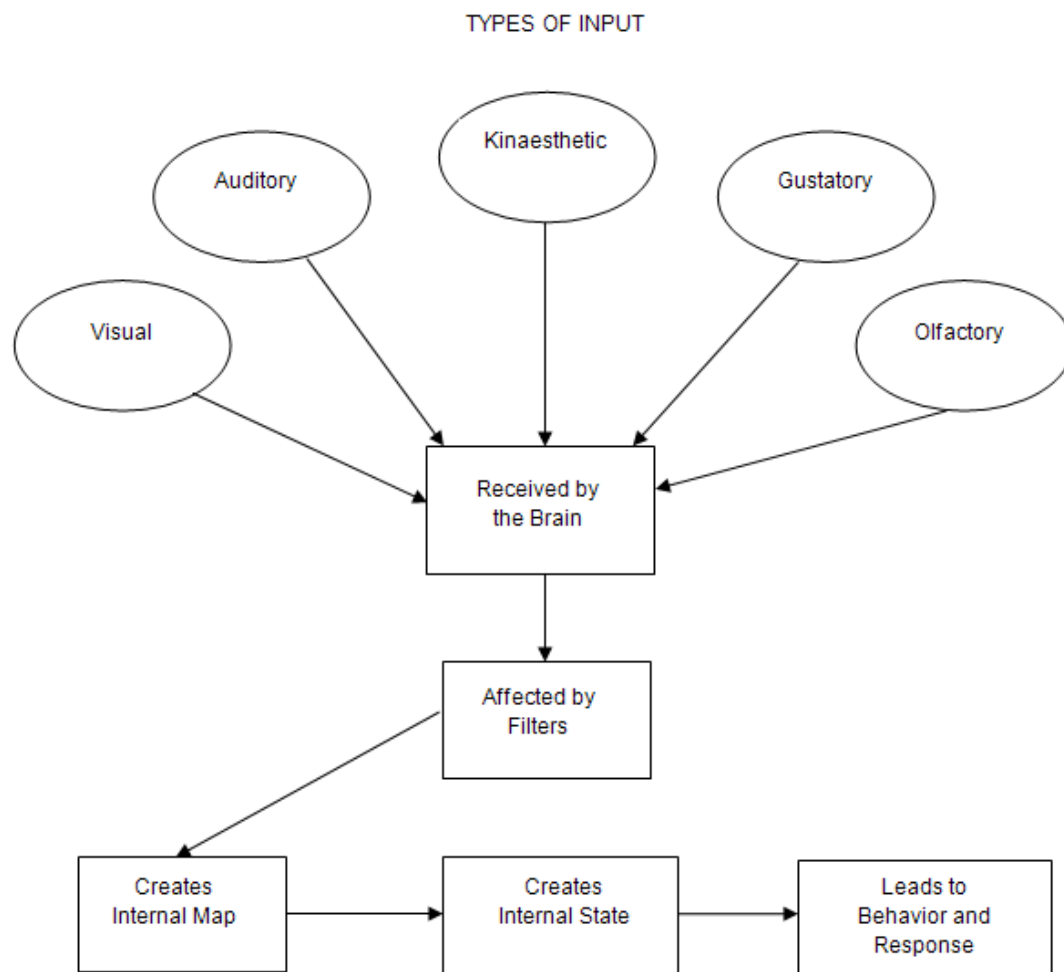 TYPES OF INPUT
Kinaesthetic
Auditory
Gustatory
Visual
Olfactory
Received by
the Brain
Affected by
Filters
Creates
Internal Map
Creates
Internal State
Leads to
Behavior and
Response